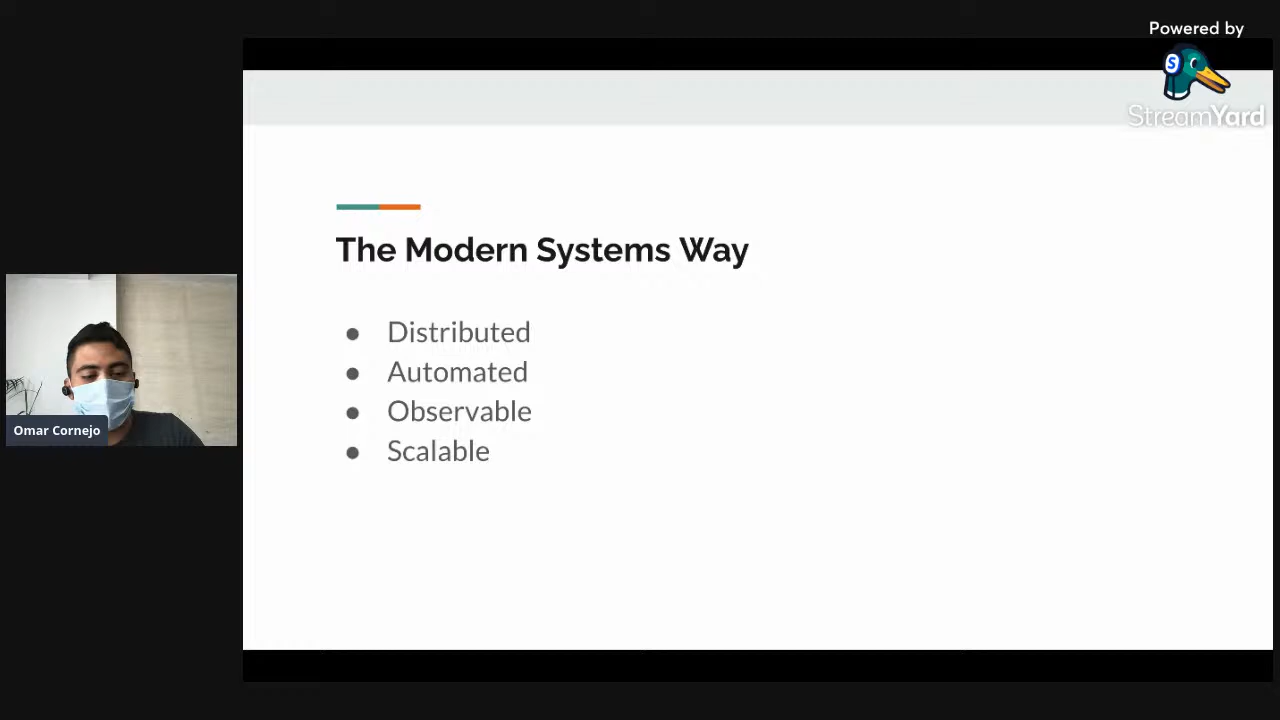 Powered by
StreamYard
The Modern Systems Way
● Distributed
● Automated
● Observable
● Scalable
Omar Cornejo